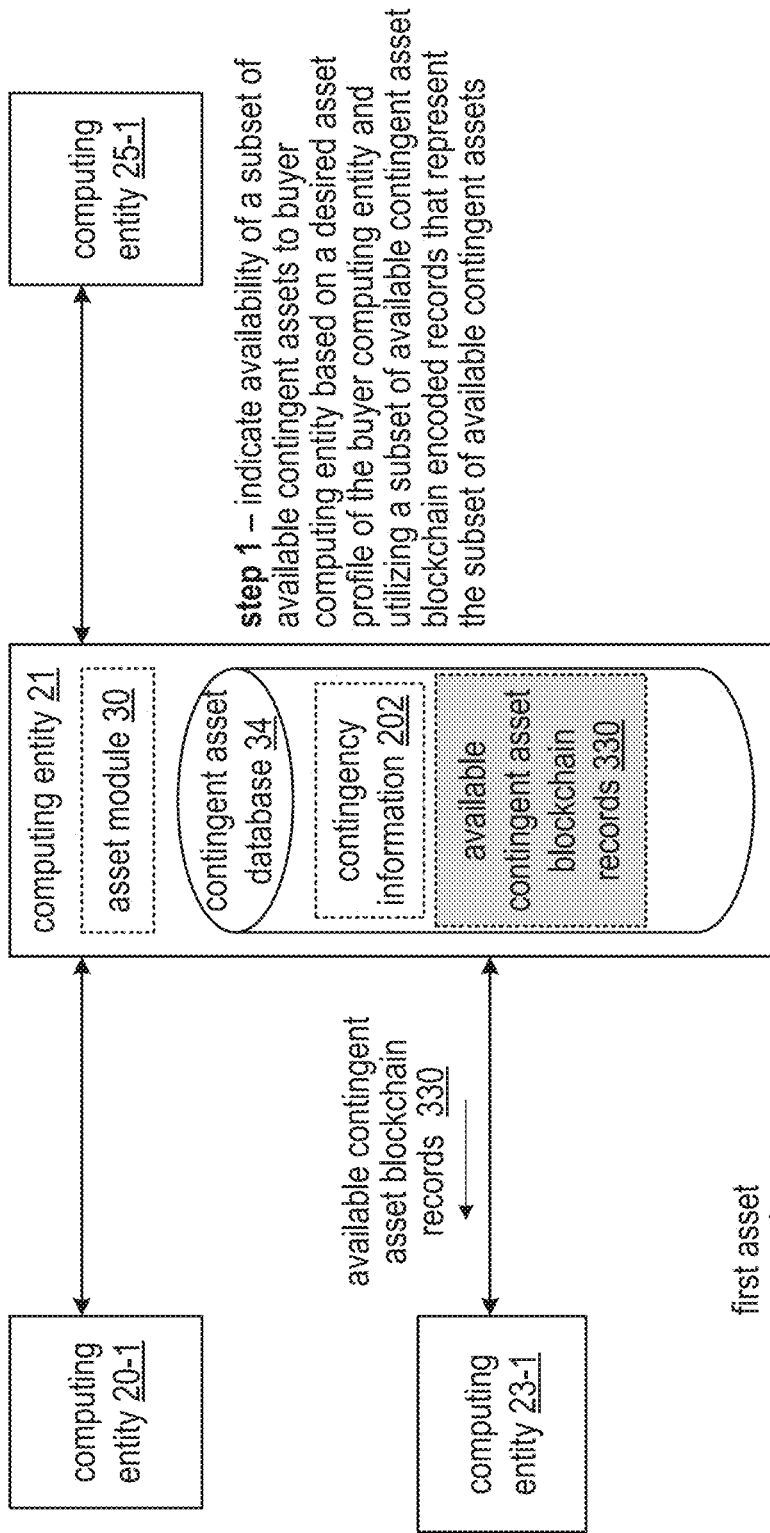 computing
entity 20-1
computing entity 21
asset module 30
contingent asset
database 34
contingency
information 202
available
contingent asset
blockchain
records 330
computing
entity 25-1
available contingent
asset blockchain
records 330
computing
entity 23-1
step 1 – indicate availability of a subset of
available contingent assets to buyer
computing entity based on a desired asset
profile of the buyer computing entity and
utilizing a subset of available contingent asset
blockchain encoded records that represent
the subset of available contingent assets
first asset